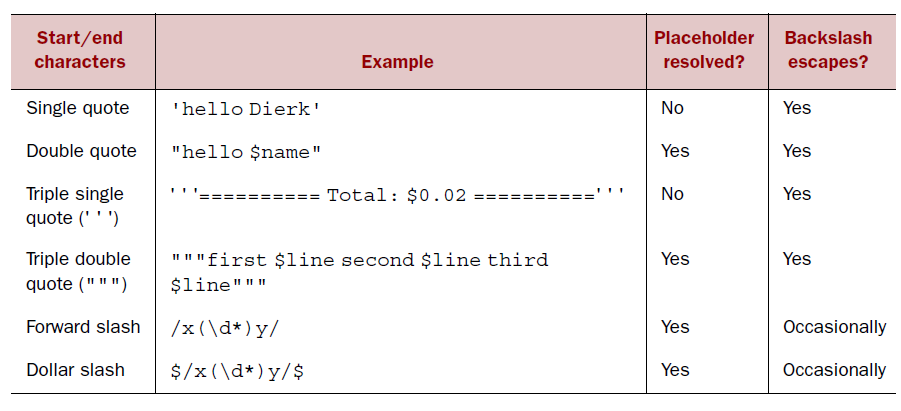 Start/end characters Example Placeholder resolved? Backslash escapes?
Single quote 'hello Dierk' No Yes
Double quote "hello $name" Yes Yes
Triple single quote (' ' ') '''========== Total: $0.02 ==========''' No Yes
Triple double quote (" " ") """first $line second $line third $line""" Yes Yes
Forward slash /x(\d*)y/ Yes Occasionally
Dollar slash $/x(\d*)y/$ Yes Occasionally